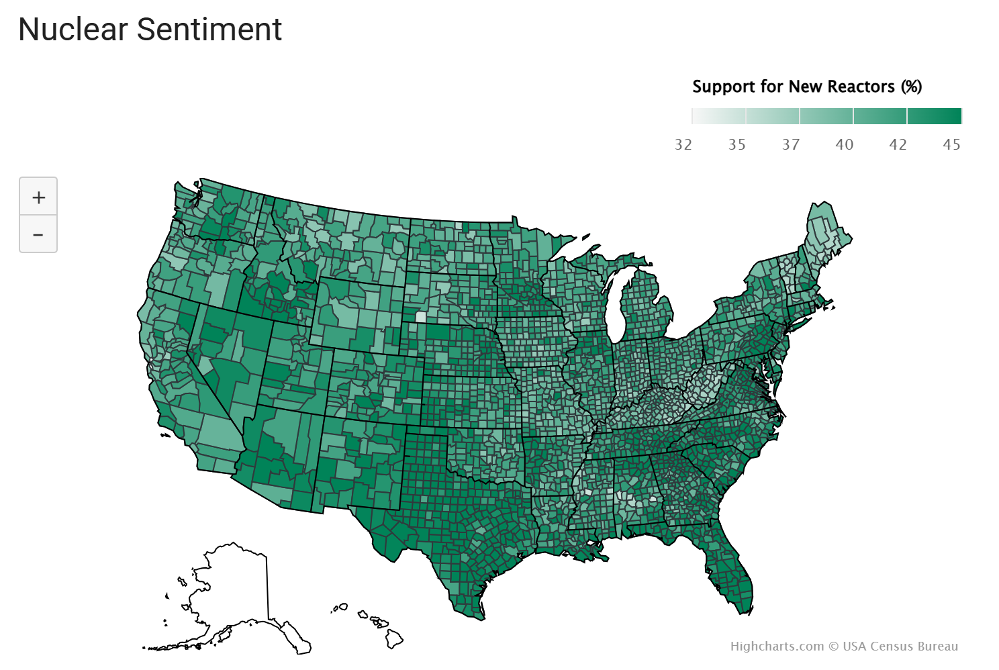 Nuclear Sentiment
Support for New Reactors (%)
32 35 37 40 42 45
+
−
Highcharts.com © USA Census Bureau